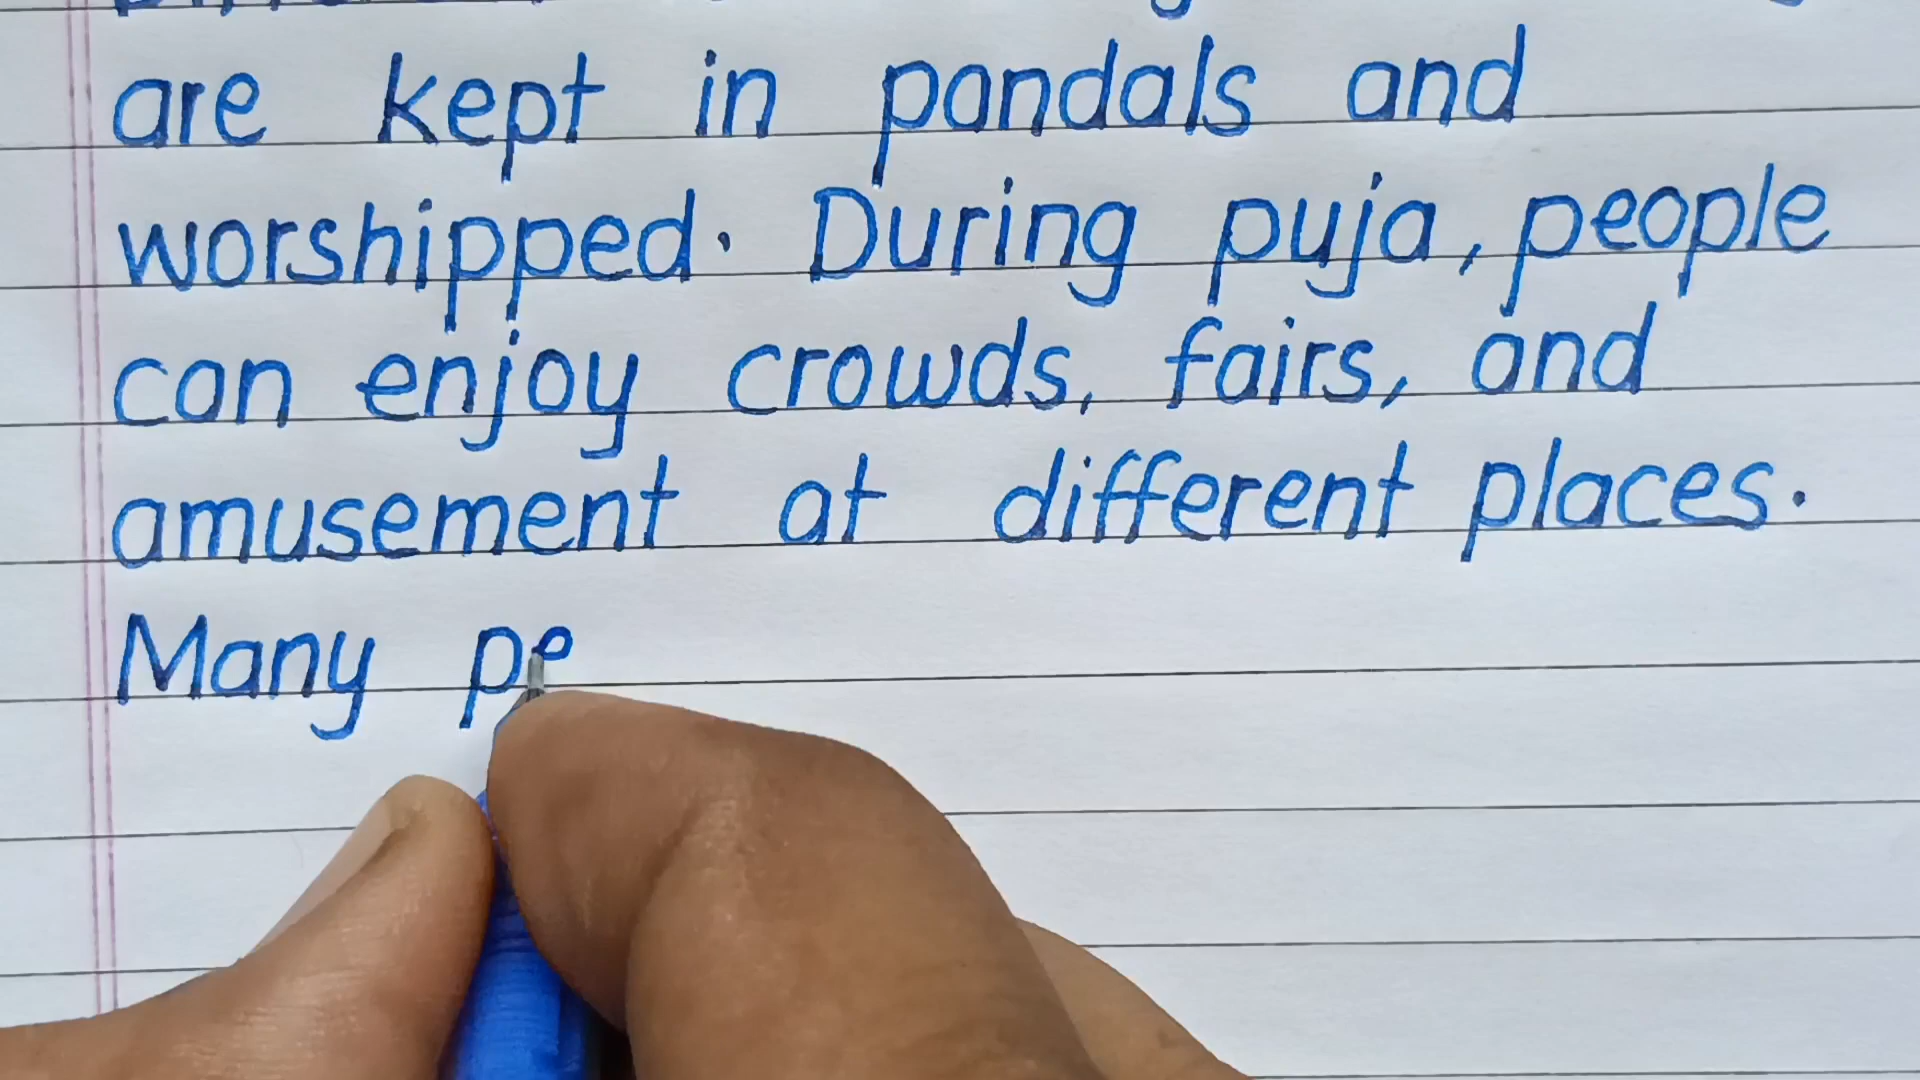 are kept in pandals and
worshipped. During puja, people
can enjoy crowds, fairs, and
amusement at different places.
Many pe